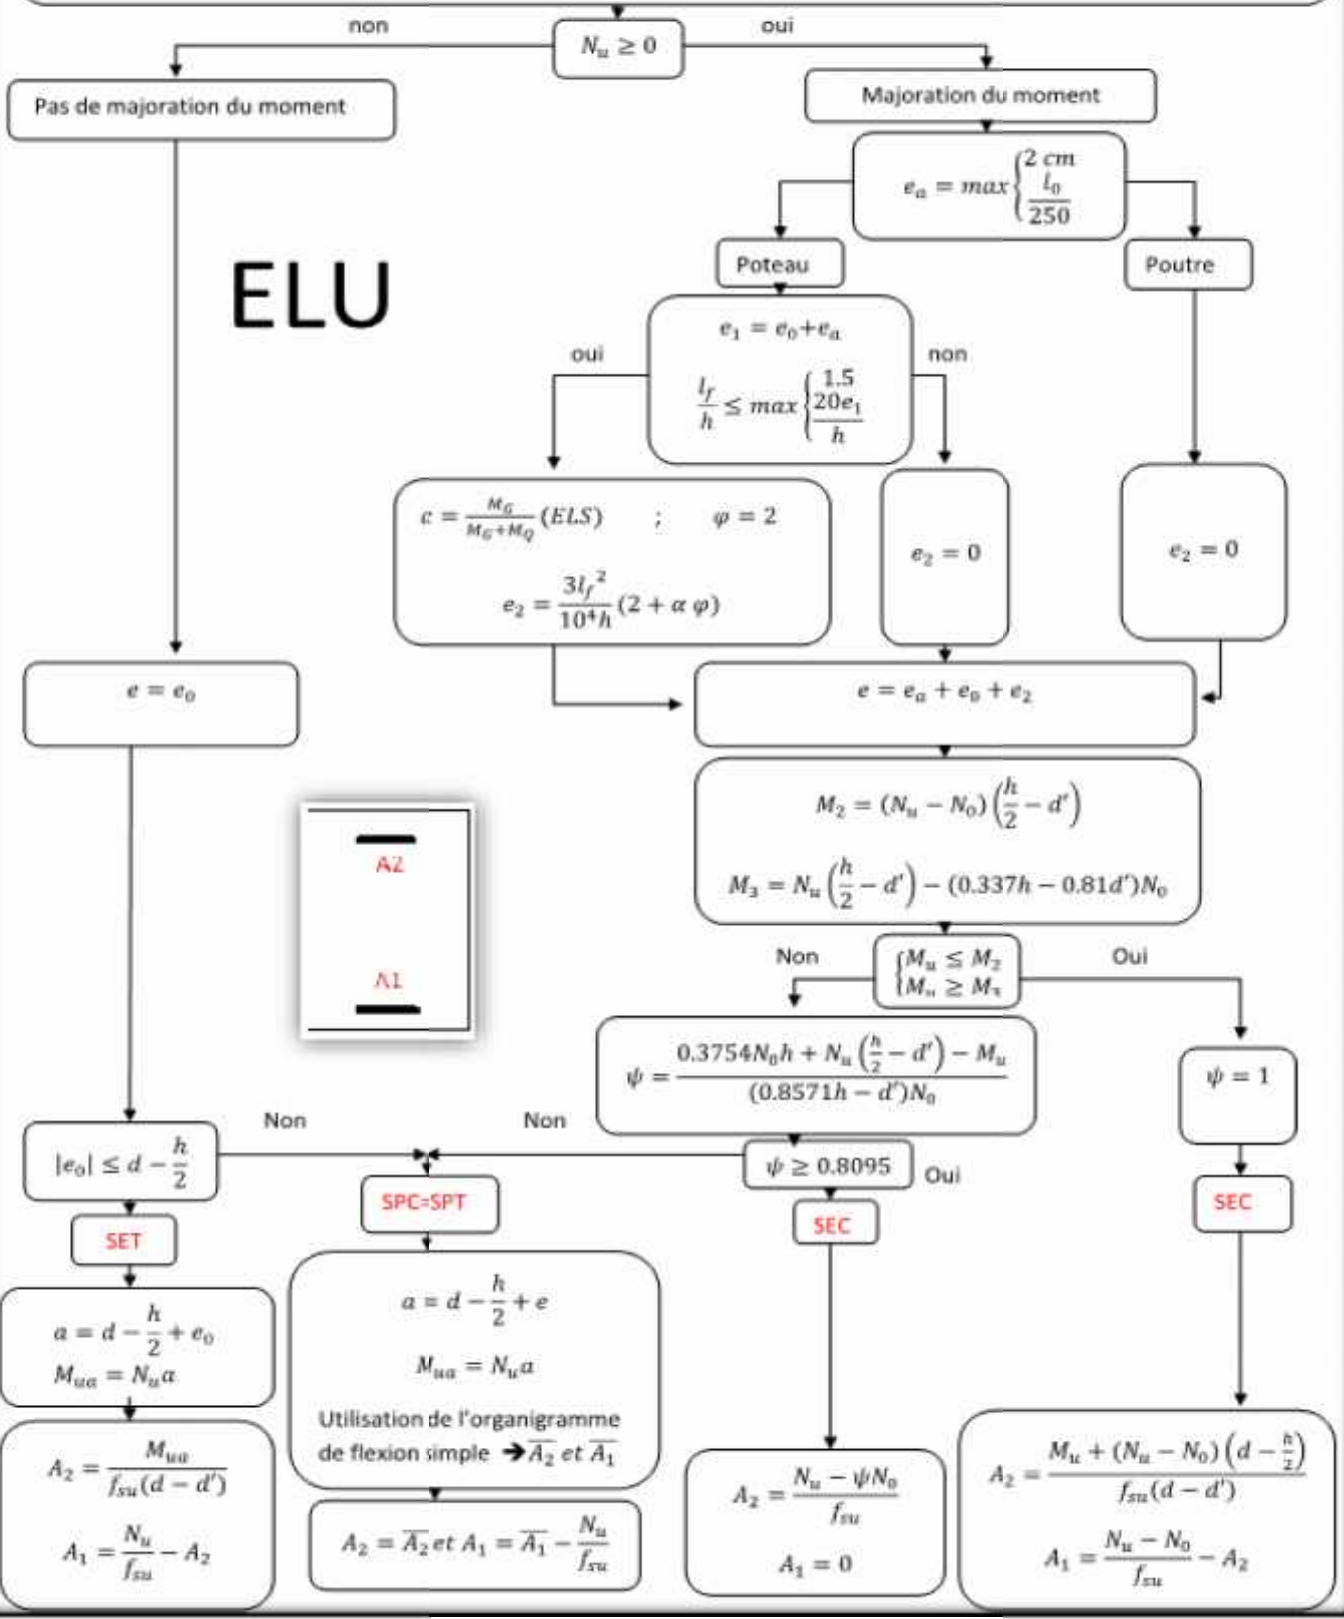 non
oui
N_u ≥ 0
Pas de majoration du moment
Majoration du moment
e_a = max { 2 cm ; l_0/250
Poteau
Poutre
ELU
e_1 = e_0+e_a
oui
non
l_f/h ≤ max { 1.5 ; 20e_1/h
c = M_G/(M_G+M_Q) (ELS) ; φ = 2
e_2 = 3l_f²/(10⁴h) (2 + α φ)
e_2 = 0
e_2 = 0
e = e_0
e = e_a + e_0 + e_2
M_2 = (N_u − N_0)(h/2 − d')
M_3 = N_u(h/2 − d') − (0.337h − 0.81d')N_0
A2
A1
Non
{ M_u ≤ M_2
{ M_u ≥ M_3
Oui
ψ = (0.3754N_0h + N_u(h/2 − d') − M_u)/((0.8571h − d')N_0)
ψ = 1
Non
Non
|e_0| ≤ d − h/2
ψ ≥ 0.8095
Oui
SET
SPC=SPT
SEC
SEC
a = d − h/2 + e_0
M_ua = N_u a
A_2 = M_ua/(f_su(d − d'))
A_1 = N_u/f_su − A_2
a = d − h/2 + e
M_ua = N_u a
Utilisation de l'organigramme
de flexion simple ➔ A̅_2 et A̅_1
A_2 = A̅_2 et A_1 = A̅_1 − N_u/f_su
A_2 = (N_u − ψN_0)/f_su
A_1 = 0
A_2 = (M_u + (N_u − N_0)(d − h/2))/(f_su(d − d'))
A_1 = (N_u − N_0)/f_su − A_2